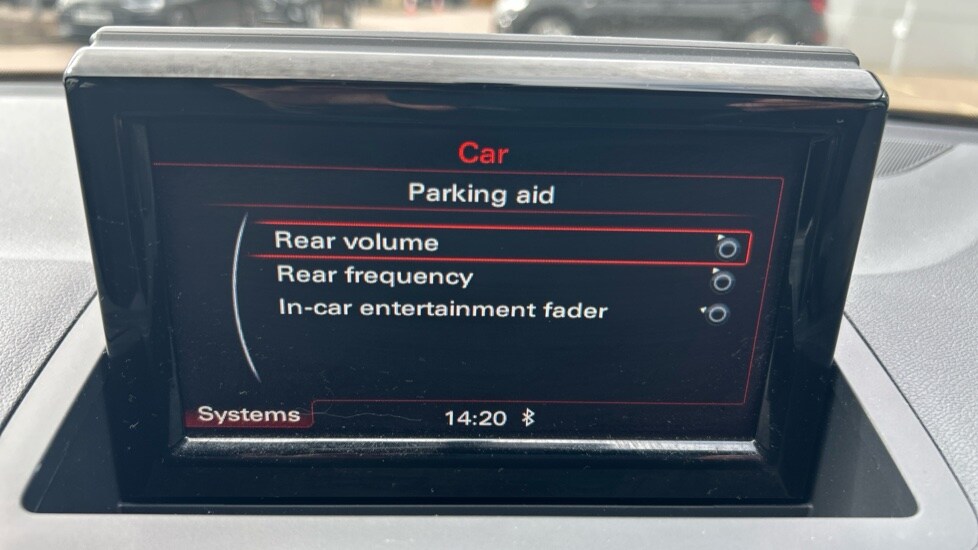 Car
Parking aid
Rear volume
Rear frequency
In-car entertainment fader
Systems
14:20